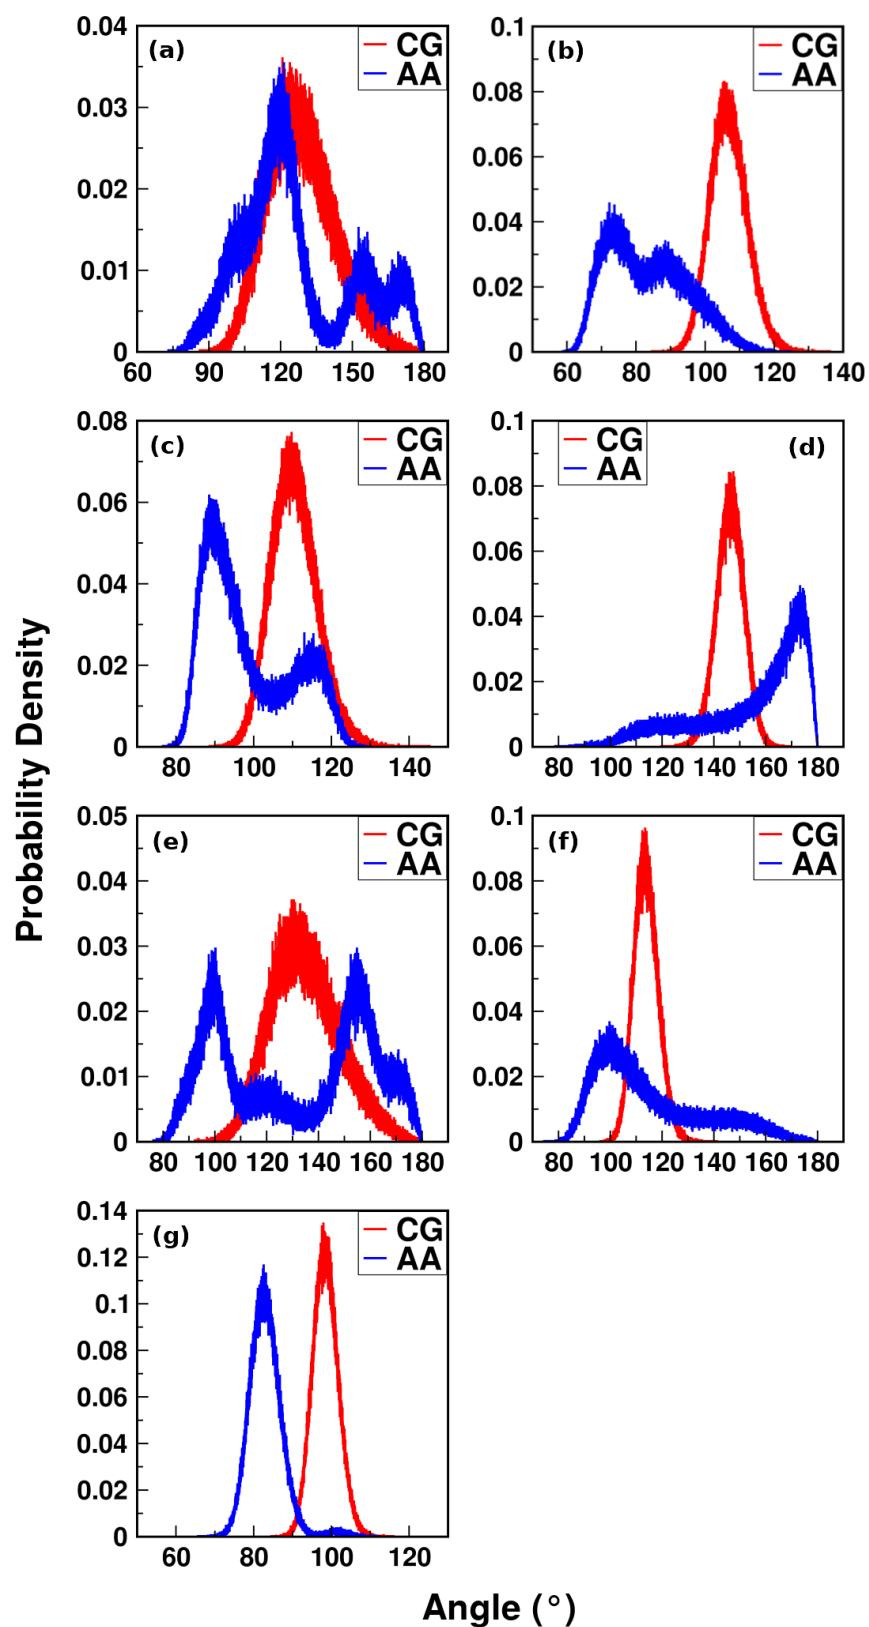 Probability Density
(a)
CG
AA
0.04
0.03
0.02
0.01
0
60 90 120 150 180
(b)
CG
AA
0.1
0.08
0.06
0.04
0.02
0
60 80 100 120 140
(c)
CG
AA
0.08
0.06
0.04
0.02
0
80 100 120 140
(d)
CG
AA
0.1
0.08
0.06
0.04
0.02
0
80 100 120 140 160 180
(e)
CG
AA
0.05
0.04
0.03
0.02
0.01
0
80 100 120 140 160 180
(f)
CG
AA
0.1
0.08
0.06
0.04
0.02
0
80 100 120 140 160 180
(g)
CG
AA
0.14
0.12
0.1
0.08
0.06
0.04
0.02
0
60 80 100 120
Angle (°)